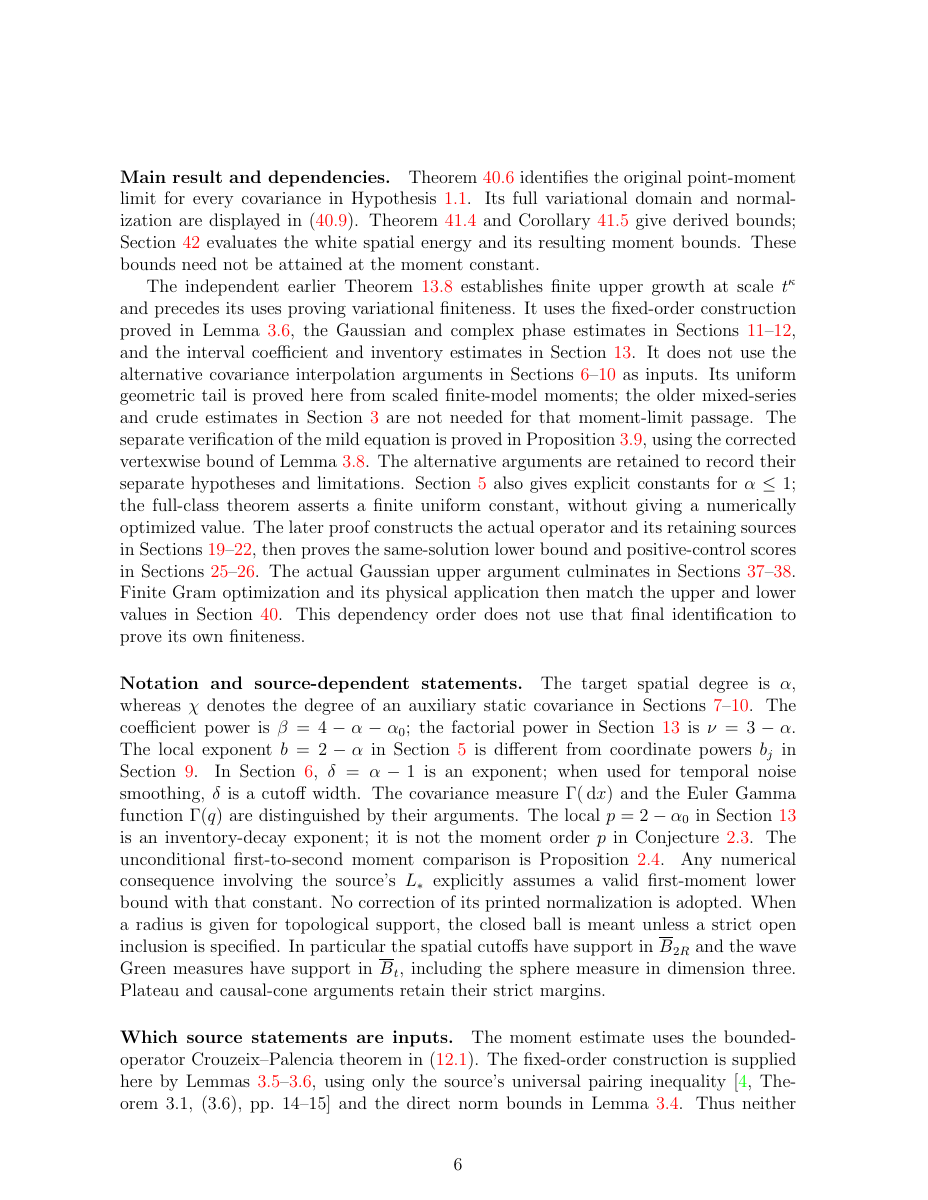 Main result and dependencies. Theorem 40.6 identifies the original point-moment
limit for every covariance in Hypothesis 1.1. Its full variational domain and normal-
ization are displayed in (40.9). Theorem 41.4 and Corollary 41.5 give derived bounds;
Section 42 evaluates the white spatial energy and its resulting moment bounds. These
bounds need not be attained at the moment constant.
The independent earlier Theorem 13.8 establishes finite upper growth at scale t^κ
and precedes its uses proving variational finiteness. It uses the fixed-order construction
proved in Lemma 3.6, the Gaussian and complex phase estimates in Sections 11–12,
and the interval coefficient and inventory estimates in Section 13. It does not use the
alternative covariance interpolation arguments in Sections 6–10 as inputs. Its uniform
geometric tail is proved here from scaled finite-model moments; the older mixed-series
and crude estimates in Section 3 are not needed for that moment-limit passage. The
separate verification of the mild equation is proved in Proposition 3.9, using the corrected
vertexwise bound of Lemma 3.8. The alternative arguments are retained to record their
separate hypotheses and limitations. Section 5 also gives explicit constants for α ≤ 1;
the full-class theorem asserts a finite uniform constant, without giving a numerically
optimized value. The later proof constructs the actual operator and its retaining sources
in Sections 19–22, then proves the same-solution lower bound and positive-control scores
in Sections 25–26. The actual Gaussian upper argument culminates in Sections 37–38.
Finite Gram optimization and its physical application then match the upper and lower
values in Section 40. This dependency order does not use that final identification to
prove its own finiteness.
Notation and source-dependent statements. The target spatial degree is α,
whereas χ denotes the degree of an auxiliary static covariance in Sections 7–10. The
coefficient power is β = 4 − α − α₀; the factorial power in Section 13 is ν = 3 − α.
The local exponent b = 2 − α in Section 5 is different from coordinate powers b_j in
Section 9. In Section 6, δ = α − 1 is an exponent; when used for temporal noise
smoothing, δ is a cutoff width. The covariance measure Γ( dx) and the Euler Gamma
function Γ(q) are distinguished by their arguments. The local p = 2 − α₀ in Section 13
is an inventory-decay exponent; it is not the moment order p in Conjecture 2.3. The
unconditional first-to-second moment comparison is Proposition 2.4. Any numerical
consequence involving the source's L_* explicitly assumes a valid first-moment lower
bound with that constant. No correction of its printed normalization is adopted. When
a radius is given for topological support, the closed ball is meant unless a strict open
inclusion is specified. In particular the spatial cutoffs have support in B̅_{2R} and the wave
Green measures have support in B̅_t, including the sphere measure in dimension three.
Plateau and causal-cone arguments retain their strict margins.
Which source statements are inputs. The moment estimate uses the bounded-
operator Crouzeix–Palencia theorem in (12.1). The fixed-order construction is supplied
here by Lemmas 3.5–3.6, using only the source's universal pairing inequality [4, The-
orem 3.1, (3.6), pp. 14–15] and the direct norm bounds in Lemma 3.4. Thus neither
6